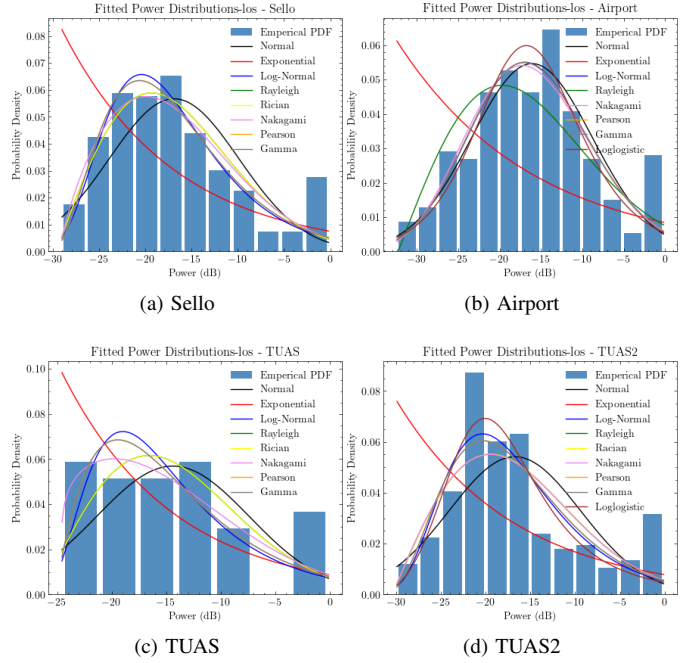 Fitted Power Distributions-los - Sello
Probability Density
0.08
0.07
0.06
0.05
0.04
0.03
0.02
0.01
0.00
Emperical PDF
Normal
Exponential
Log-Normal
Rayleigh
Rician
Nakagami
Pearson
Gamma
−30 −25 −20 −15 −10 −5 0
Power (dB)
(a) Sello
Fitted Power Distributions-los - Airport
Probability Density
0.06
0.05
0.04
0.03
0.02
0.01
0.00
Emperical PDF
Normal
Exponential
Log-Normal
Rayleigh
Rician
Nakagami
Pearson
Gamma
Loglogistic
−30 −25 −20 −15 −10 −5 0
Power (dB)
(b) Airport
Fitted Power Distributions-los - TUAS
Probability Density
0.10
0.08
0.06
0.04
0.02
0.00
Emperical PDF
Normal
Exponential
Log-Normal
Rayleigh
Rician
Nakagami
Pearson
Gamma
−25 −20 −15 −10 −5 0
Power (dB)
(c) TUAS
Fitted Power Distributions-los - TUAS2
Probability Density
0.08
0.06
0.04
0.02
0.00
Emperical PDF
Normal
Exponential
Log-Normal
Rayleigh
Racian
Nakagami
Pearson
Gamma
Loglogistic
−30 −25 −20 −15 −10 −5 0
Power (dB)
(d) TUAS2